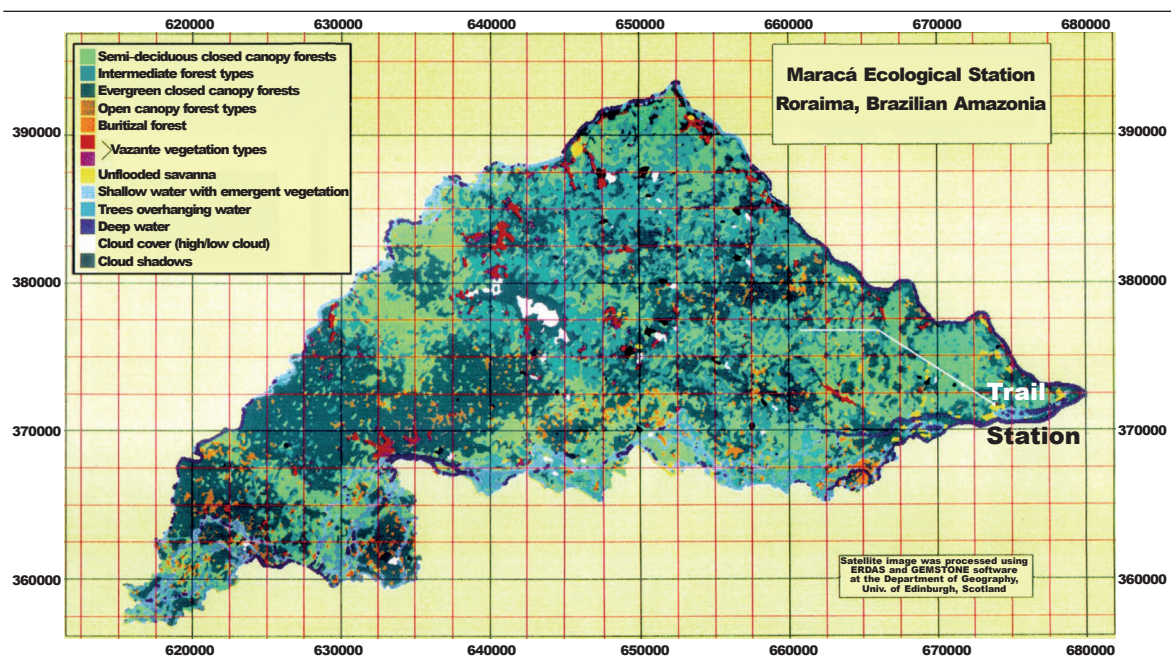 620000 630000 640000 650000 660000 670000 680000
Semi-deciduous closed canopy forests
Intermediate forest types
Evergreen closed canopy forests
Open canopy forest types
Buritizal forest
Vazante vegetation types
Unflooded savanna
Shallow water with emergent vegetation
Trees overhanging water
Deep water
Cloud cover (high/low cloud)
Cloud shadows
Maracá Ecological Station
Roraima, Brazilian Amazonia
390000 390000
380000 380000
Trail
370000 370000
Station
Satellite image was processed using
ERDAS and GEMSTONE software
at the Department of Geography,
Univ. of Edinburgh, Scotland
360000 360000
620000 630000 640000 650000 660000 670000 680000